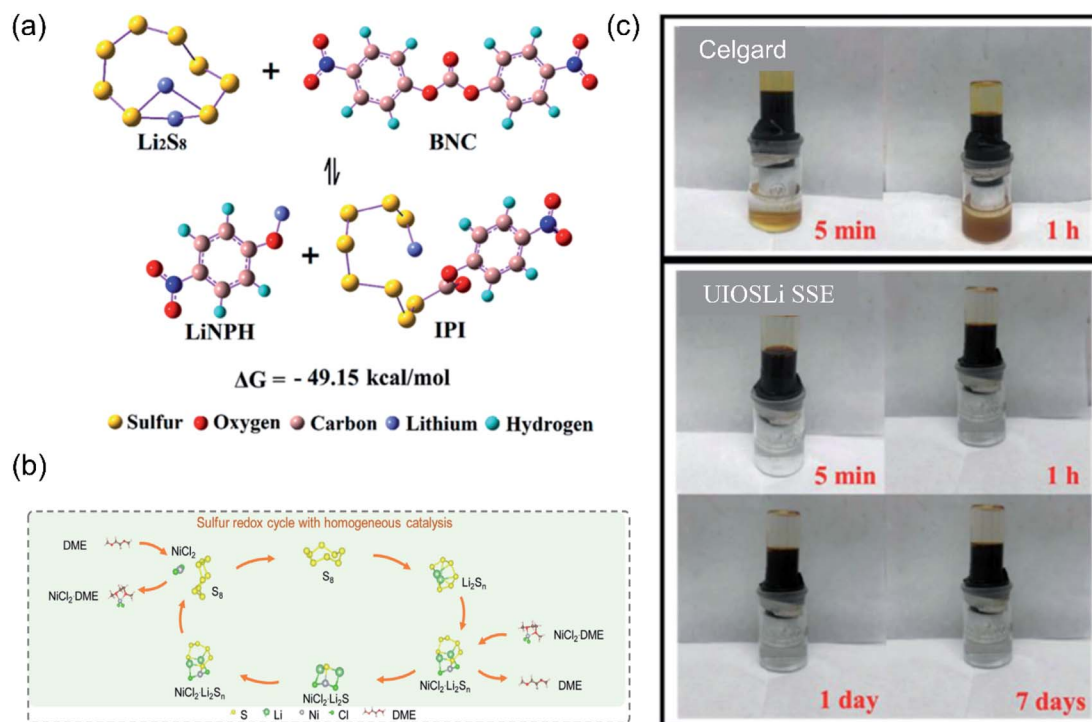 (a)
Li₂S₈
+
BNC
⇌
LiNPH
+
IPI
ΔG = - 49.15 kcal/mol
Sulfur Oxygen Carbon Lithium Hydrogen
(b)
Sulfur redox cycle with homogeneous catalysis
DME
NiCl₂
S₈
NiCl₂ DME
S₈
Li₂Sₙ
NiCl₂ DME
NiCl₂ Li₂Sₙ
NiCl₂ Li₂S
NiCl₂ Li₂Sₙ
DME
S Li Ni Cl DME
(c)
Celgard
5 min
1 h
UIOSLi SSE
5 min
1 h
1 day
7 days